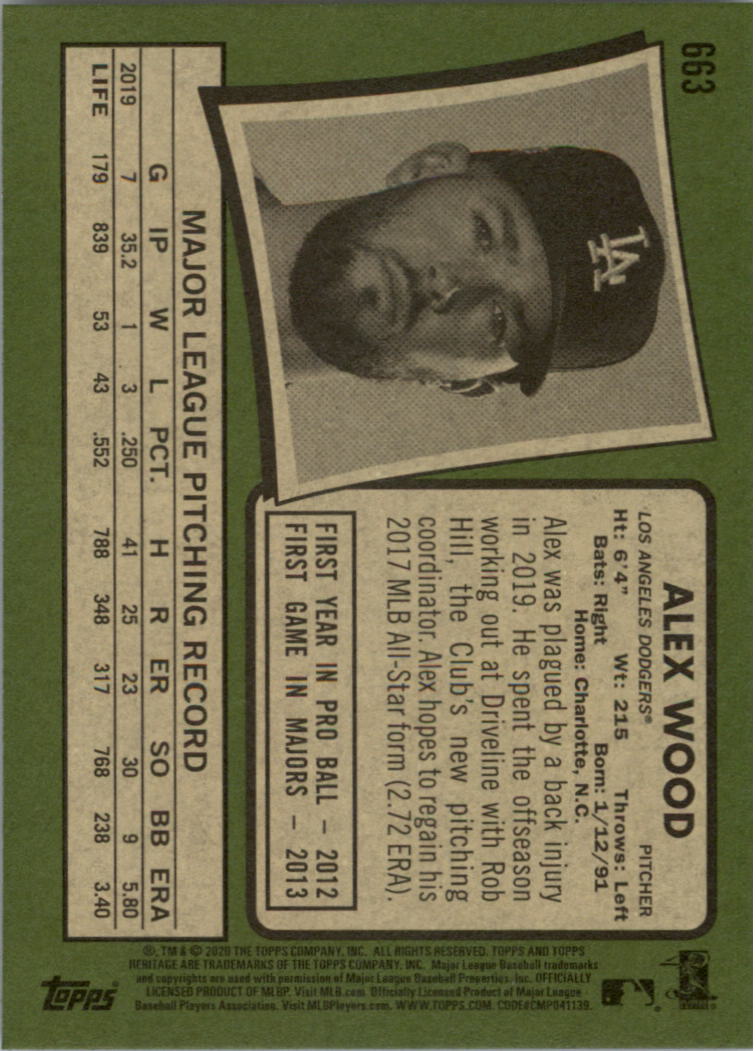 663
LA
ALEX WOOD
LOS ANGELES DODGERS® PITCHER
Ht: 6'4" Wt: 215 Throws: Left
Bats: Right Born: 1/12/91
Home: Charlotte, N.C.
Alex was plagued by a back injury
in 2019. He spent the offseason
working out at Driveline with Rob
Hill, the Club's new pitching
coordinator. Alex hopes to regain his
2017 MLB All-Star form (2.72 ERA).
FIRST YEAR IN PRO BALL – 2012
FIRST GAME IN MAJORS – 2013
MAJOR LEAGUE PITCHING RECORD
G IP W L PCT. H R ER SO BB ERA
2019 7 35.2 1 3 .250 41 25 23 30 9 5.80
LIFE 179 839 53 43 .552 788 348 317 768 238 3.40
®, TM & © 2020 THE TOPPS COMPANY, INC. ALL RIGHTS RESERVED. TOPPS AND TOPPS
HERITAGE ARE TRADEMARKS OF THE TOPPS COMPANY, INC. Major League Baseball trademarks
and copyrights are used with permission of Major League Baseball Properties, Inc. OFFICIALLY
LICENSED PRODUCT OF MLBP. Visit MLB.com Officially Licensed Product of Major League
Baseball Players Association. Visit MLBPlayers.com. WWW.TOPPS.COM. CODE#CMP041139.
topps